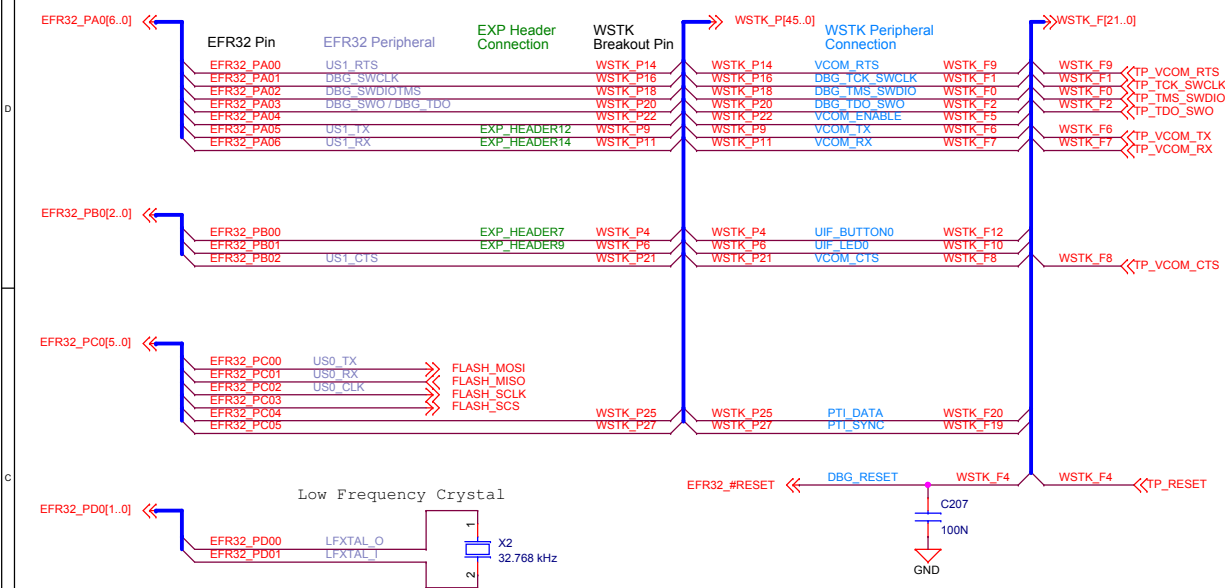 EFR32_PA0[6..0] WSTK_P[45..0] WSTK_F[21..0]
EFR32 Pin EFR32 Peripheral EXP Header Connection WSTK Breakout Pin WSTK Peripheral Connection
EFR32_PA00 US1_RTS WSTK_P14 WSTK_P14 VCOM_RTS WSTK_F9 WSTK_F9 TP_VCOM_RTS
EFR32_PA01 DBG_SWCLK WSTK_P16 WSTK_P16 DBG_TCK_SWCLK WSTK_F1 WSTK_F1 TP_TCK_SWCLK
EFR32_PA02 DBG_SWDIOTMS WSTK_P18 WSTK_P18 DBG_TMS_SWDIO WSTK_F0 WSTK_F0 TP_TMS_SWDIO
EFR32_PA03 DBG_SWO / DBG_TDO WSTK_P20 WSTK_P20 DBG_TDO_SWO WSTK_F2 WSTK_F2 TP_TDO_SWO
D
EFR32_PA04 WSTK_P22 WSTK_P22 VCOM_ENABLE WSTK_F5
EFR32_PA05 US1_TX EXP_HEADER12 WSTK_P9 WSTK_P9 VCOM_TX WSTK_F6 WSTK_F6 TP_VCOM_TX
EFR32_PA06 US1_RX EXP_HEADER14 WSTK_P11 WSTK_P11 VCOM_RX WSTK_F7 WSTK_F7 TP_VCOM_RX
EFR32_PB0[2..0]
EFR32_PB00 EXP_HEADER7 WSTK_P4 WSTK_P4 UIF_BUTTON0 WSTK_F12
EFR32_PB01 EXP_HEADER9 WSTK_P6 WSTK_P6 UIF_LED0 WSTK_F10
EFR32_PB02 US1_CTS WSTK_P21 WSTK_P21 VCOM_CTS WSTK_F8 WSTK_F8 TP_VCOM_CTS
EFR32_PC0[5..0]
EFR32_PC00 US0_TX FLASH_MOSI
EFR32_PC01 US0_RX FLASH_MISO
EFR32_PC02 US0_CLK FLASH_SCLK
EFR32_PC03 FLASH_SCS
EFR32_PC04 WSTK_P25 WSTK_P25 PTI_DATA WSTK_F20
EFR32_PC05 WSTK_P27 WSTK_P27 PTI_SYNC WSTK_F19
C
EFR32_#RESET DBG_RESET WSTK_F4 WSTK_F4 TP_RESET
Low Frequency Crystal
C207
100N
GND
EFR32_PD0[1..0]
EFR32_PD00 LFXTAL_O
EFR32_PD01 LFXTAL_I
1
X2
32.768 kHz
2